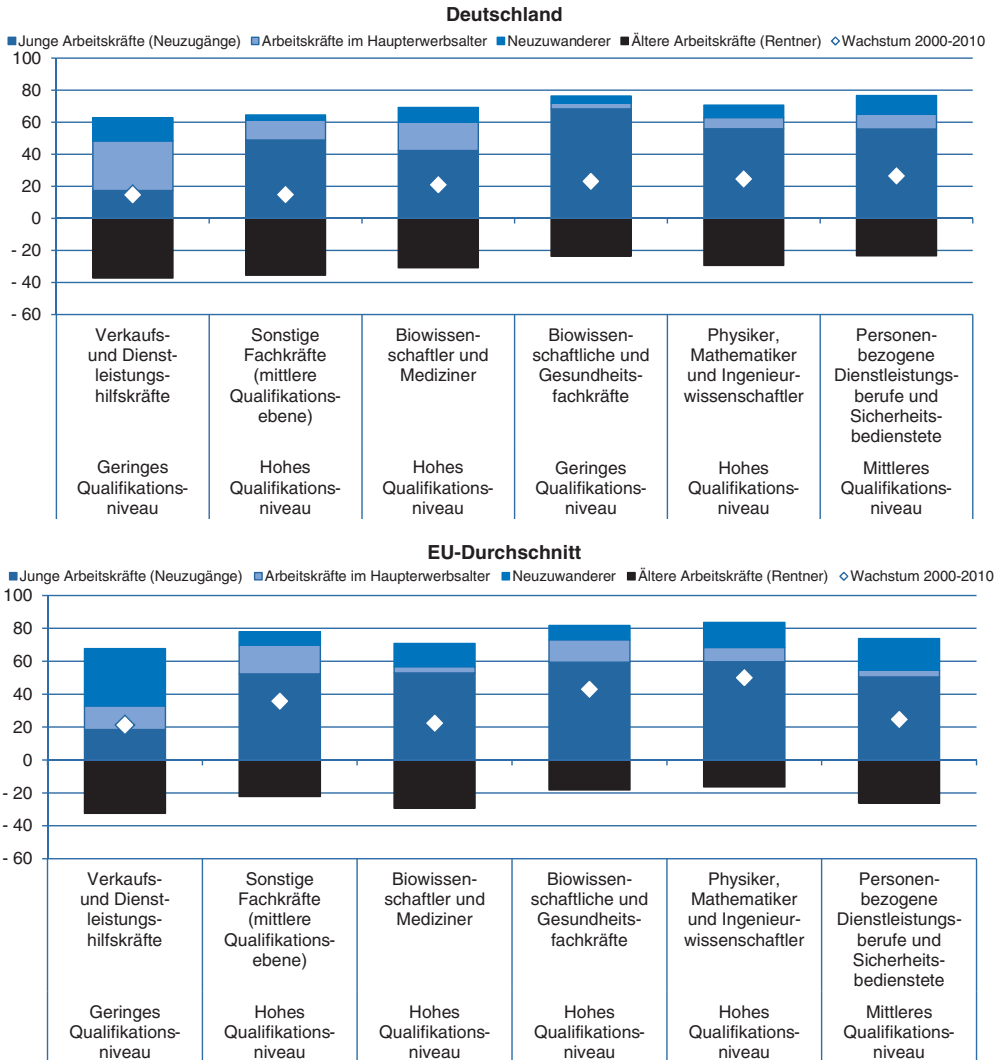 Deutschland
Junge Arbeitskräfte (Neuzugänge) Arbeitskräfte im Haupterwerbsalter Neuzuwanderer Ältere Arbeitskräfte (Rentner) Wachstum 2000-2010
100
80
60
40
20
0
- 20
- 40
- 60
Verkaufs-
und Dienst-
leistungs-
hilfskräfte
Geringes
Qualifikations-
niveau
Sonstige
Fachkräfte
(mittlere
Qualifikations-
ebene)
Hohes
Qualifikations-
niveau
Biowissen-
schaftler und
Mediziner
Hohes
Qualifikations-
niveau
Biowissen-
schaftliche und
Gesundheits-
fachkräfte
Geringes
Qualifikations-
niveau
Physiker,
Mathematiker
und Ingenieur-
wissenschaftler
Hohes
Qualifikations-
niveau
Personen-
bezogene
Dienstleistungs-
berufe und
Sicherheits-
bedienstete
Mittleres
Qualifikations-
niveau
EU-Durchschnitt
Junge Arbeitskräfte (Neuzugänge) Arbeitskräfte im Haupterwerbsalter Neuzuwanderer Ältere Arbeitskräfte (Rentner) Wachstum 2000-2010
100
80
60
40
20
0
- 20
- 40
- 60
Verkaufs-
und Dienst-
leistungs-
hilfskräfte
Geringes
Qualifikations-
niveau
Sonstige
Fachkräfte
(mittlere
Qualifikations-
ebene)
Hohes
Qualifikations-
niveau
Biowissen-
schaftler und
Mediziner
Hohes
Qualifikations-
niveau
Biowissen-
schaftliche und
Gesundheits-
fachkräfte
Hohes
Qualifikations-
niveau
Physiker,
Mathematiker
und Ingenieur-
wissenschaftler
Hohes
Qualifikations-
niveau
Personen-
bezogene
Dienstleistungs-
berufe und
Sicherheits-
bedienstete
Mittleres
Qualifikations-
niveau